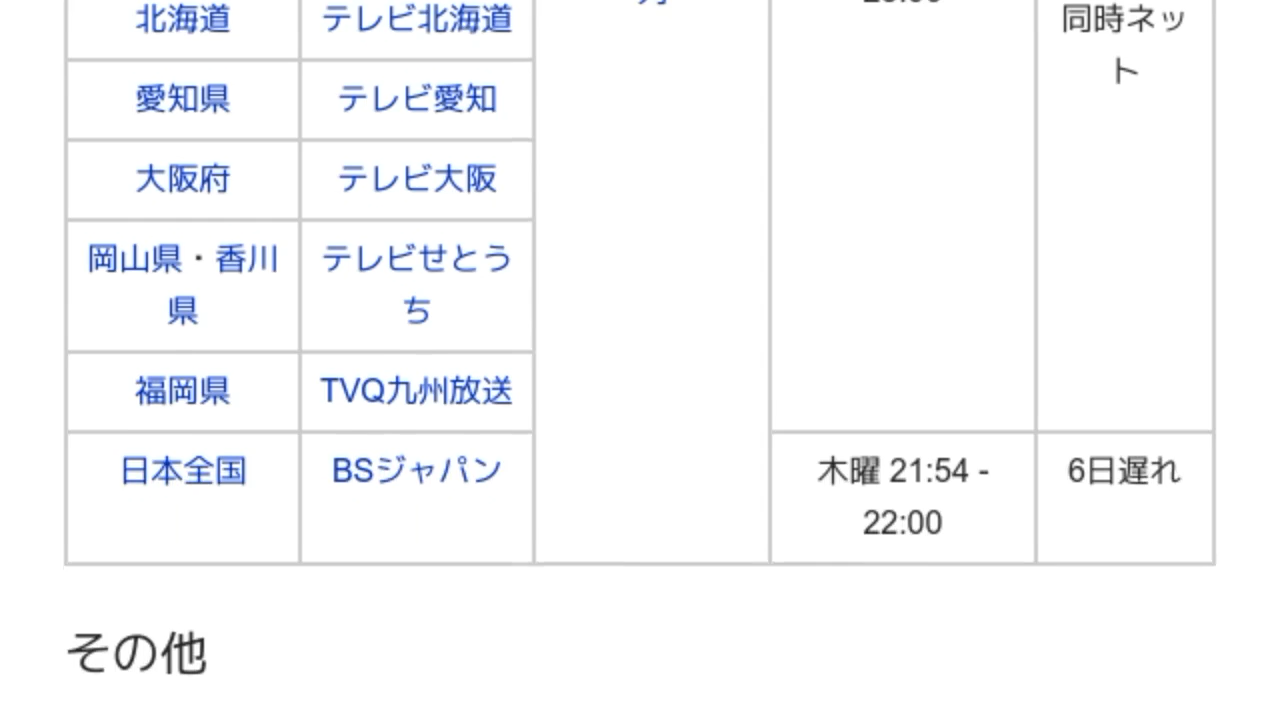 北海道
テレビ北海道
同時ネッ
ト
愛知県
テレビ愛知
大阪府
テレビ大阪
岡山県・香川
県
テレビせとう
ち
福岡県
TVQ九州放送
日本全国
BSジャパン
木曜 21:54 -
22:00
6日遅れ
その他